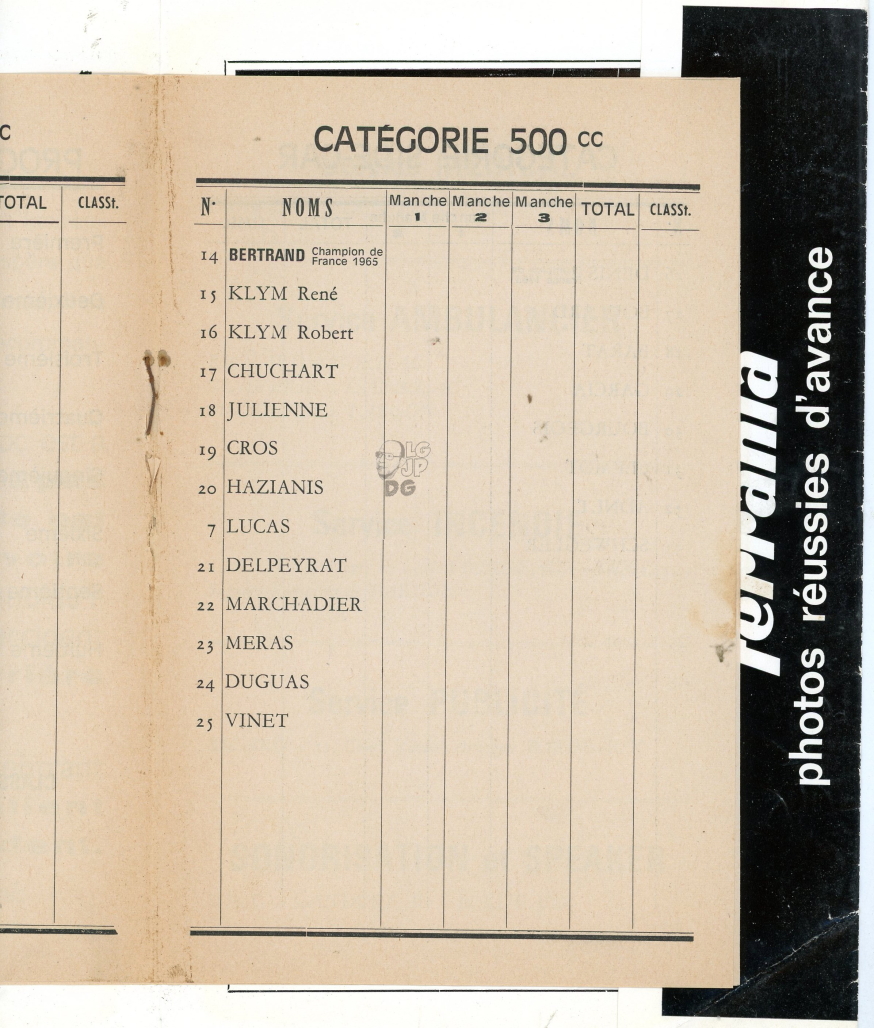 C
TOTAL CLASSt.
CATÉGORIE 500 cc
N° NOMS Manche 1 Manche 2 Manche 3 TOTAL CLASSt.
14 BERTRAND Champion de France 1965
15 KLYM René
16 KLYM Robert
17 CHUCHART
18 JULIENNE
19 CROS
20 HAZIANIS
7 LUCAS
21 DELPEYRAT
22 MARCHADIER
23 MERAS
24 DUGUAS
25 VINET
LG
JP
DG
ferrania
photos réussies d'avance